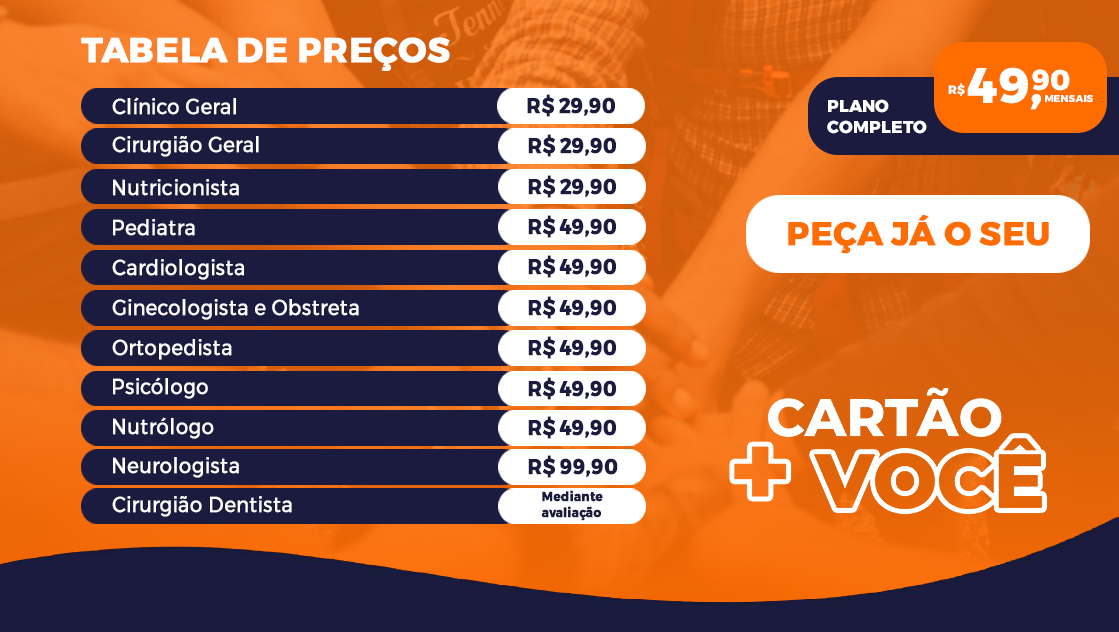 TABELA DE PREÇOS
Clínico Geral R$ 29,90
Cirurgião Geral R$ 29,90
Nutricionista R$ 29,90
Pediatra R$ 49,90
Cardiologista R$ 49,90
Ginecologista e Obstreta R$ 49,90
Ortopedista R$ 49,90
Psicólogo R$ 49,90
Nutrólogo R$ 49,90
Neurologista R$ 99,90
Cirurgião Dentista Mediante
avaliação
PLANO
COMPLETO
R$ 49,90 MENSAIS
PEÇA JÁ O SEU
CARTÃO
+ VOCÊ